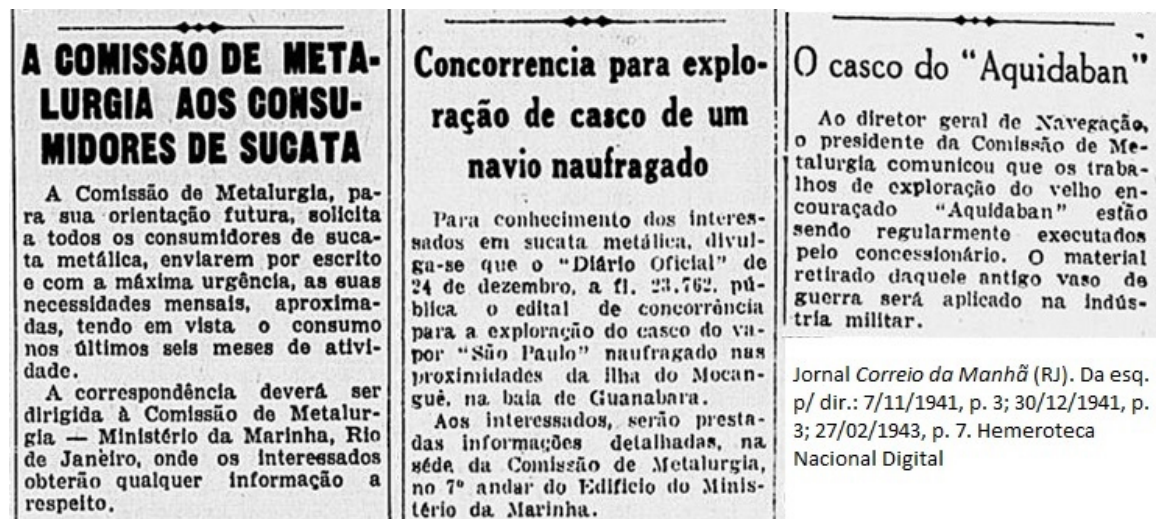 A COMISSÃO DE META-
LURGIA AOS CONSU-
MIDORES DE SUCATA
A Comissão de Metalurgia, pa-
ra sua orientação futura, solicita
a todos os consumidores de suca-
ta metálica, enviarem por escrito
e com a máxima urgência, as suas
necessidades mensais, aproxima-
das, tendo em vista o consumo
nos últimos seis meses de ativi-
dade.
A correspondência deverá ser
dirigida à Comissão de Metalur-
gia — Ministério da Marinha, Rio
de Janeiro, onde os interessados
obterão qualquer informação a
respeito.
Concorrencia para explo-
ração de casco de um
navio naufragado
Para conhecimento dos interes-
sados em sucata metálica, divul-
ga-se que o "Diário Oficial" de
24 de dezembro, a fl. 23.762, pú-
blica o edital de concorrência
para a exploração do casco do va-
por "São Paulo" naufragado nas
proximidades da ilha do Mocan-
guê, na baía de Guanabara.
Aos interessados, serão presta-
das informações detalhadas, na
séde da Comissão de Metalurgia,
no 7º andar do Edificio do Minis-
tério da Marinha.
O casco do "Aquidaban"
Ao diretor geral de Navegação,
o presidente da Comissão de Me-
talurgia comunicou que os traba-
lhos de exploração do velho en-
couraçado "Aquidaban" estão
sendo regularmente executados
pelo concessionário. O material
retirado daquele antigo vaso de
guerra será aplicado na indús-
tria militar.
Jornal Correio da Manhã (RJ). Da esq.
p/ dir.: 7/11/1941, p. 3; 30/12/1941, p.
3; 27/02/1943, p. 7. Hemeroteca
Nacional Digital